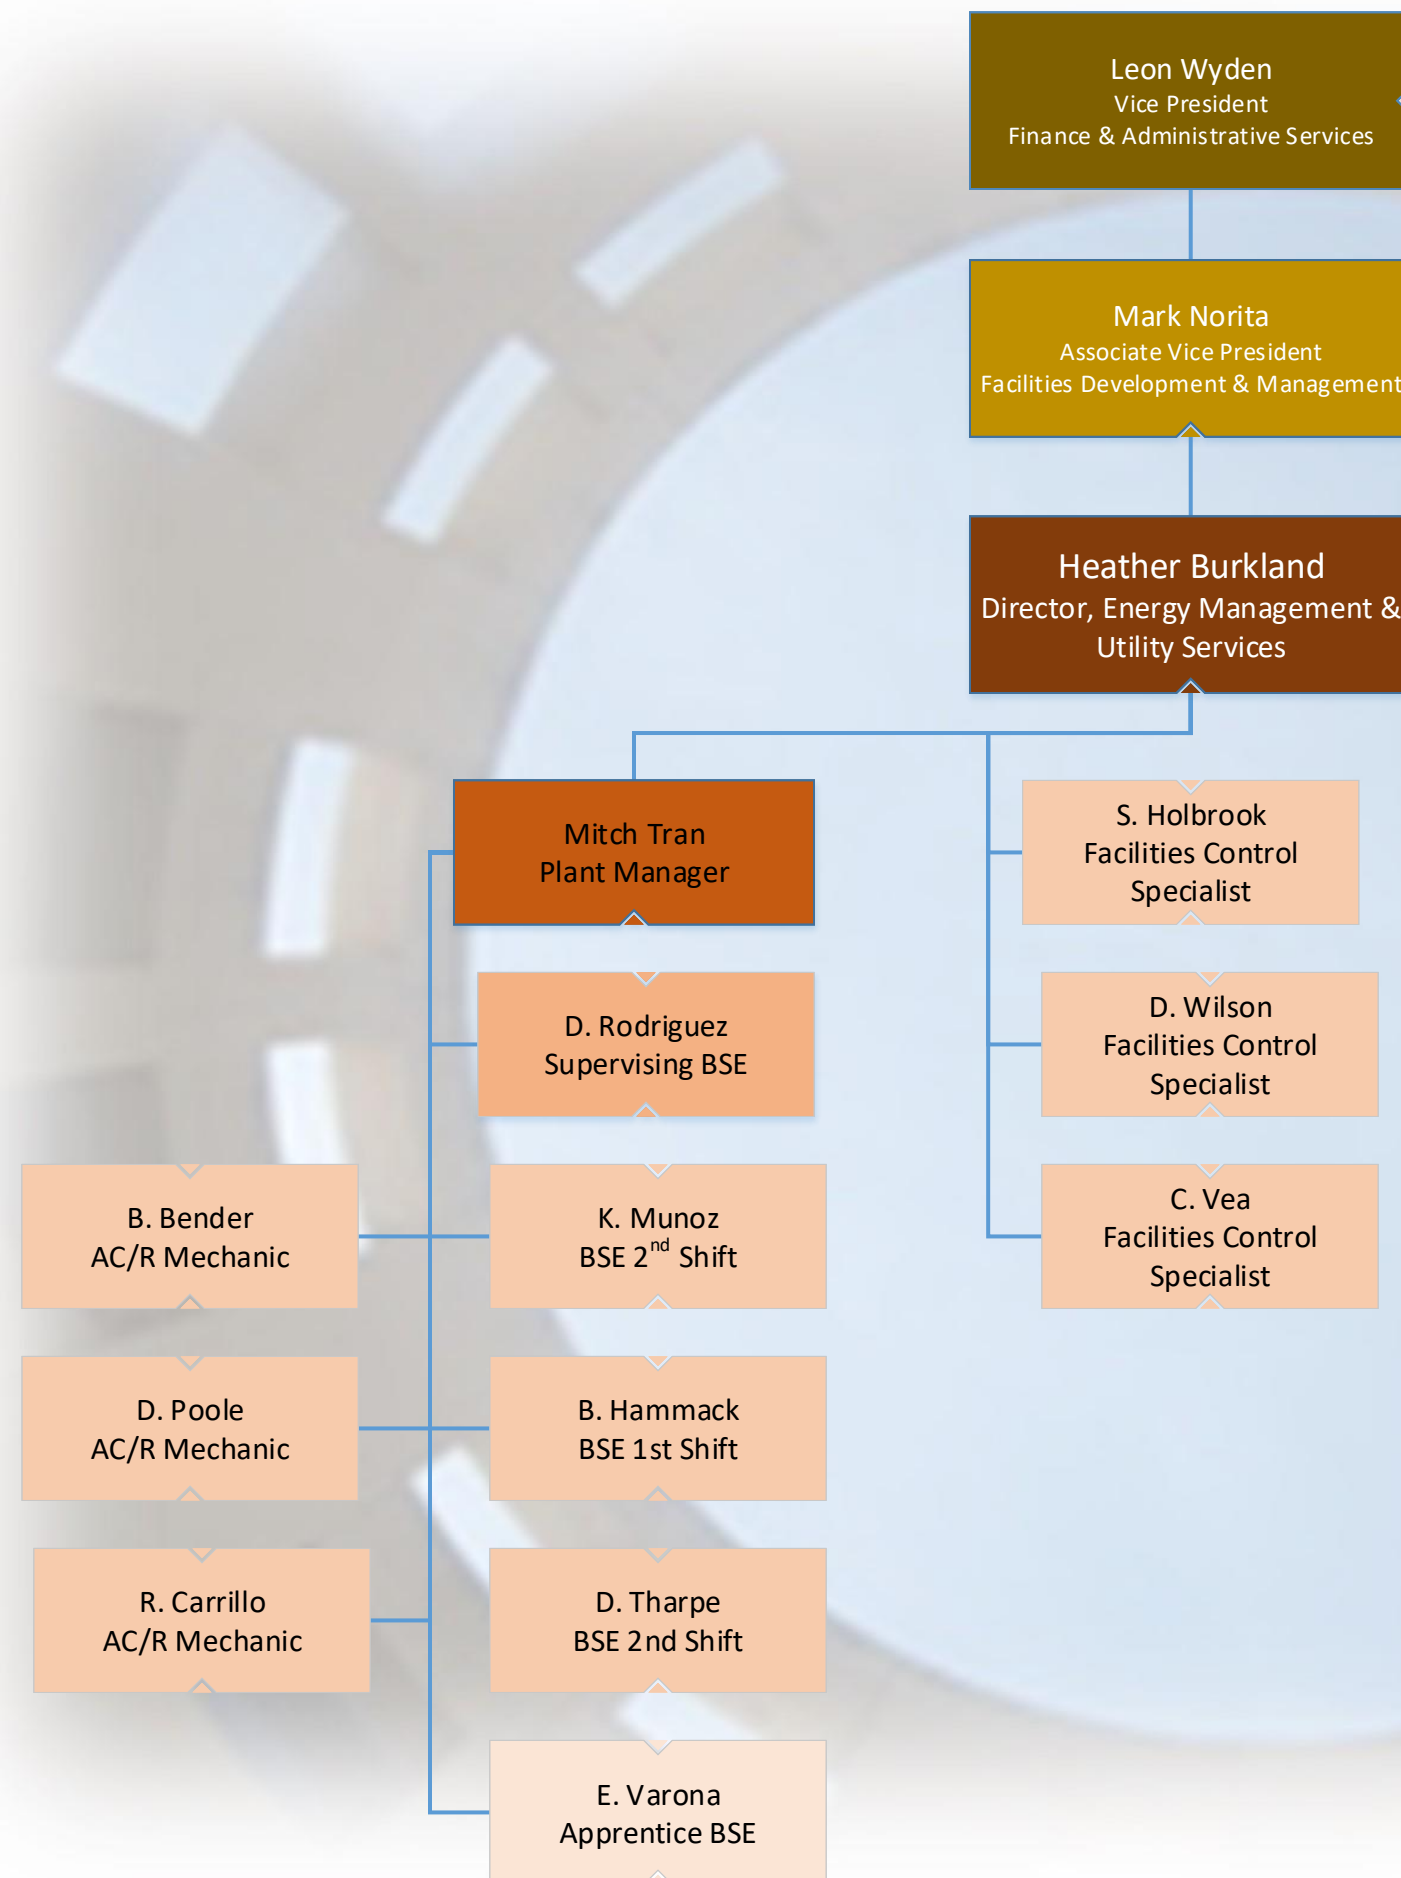 Leon Wyden
Vice President
Finance & Administrative Services
Mark Norita
Associate Vice President
Facilities Development & Management
Heather Burkland
Director, Energy Management &
Utility Services
Mitch Tran
Plant Manager
S. Holbrook
Facilities Control
Specialist
D. Rodriguez
Supervising BSE
D. Wilson
Facilities Control
Specialist
B. Bender
AC/R Mechanic
K. Munoz
BSE 2nd Shift
C. Vea
Facilities Control
Specialist
D. Poole
AC/R Mechanic
B. Hammack
BSE 1st Shift
R. Carrillo
AC/R Mechanic
D. Tharpe
BSE 2nd Shift
E. Varona
Apprentice BSE